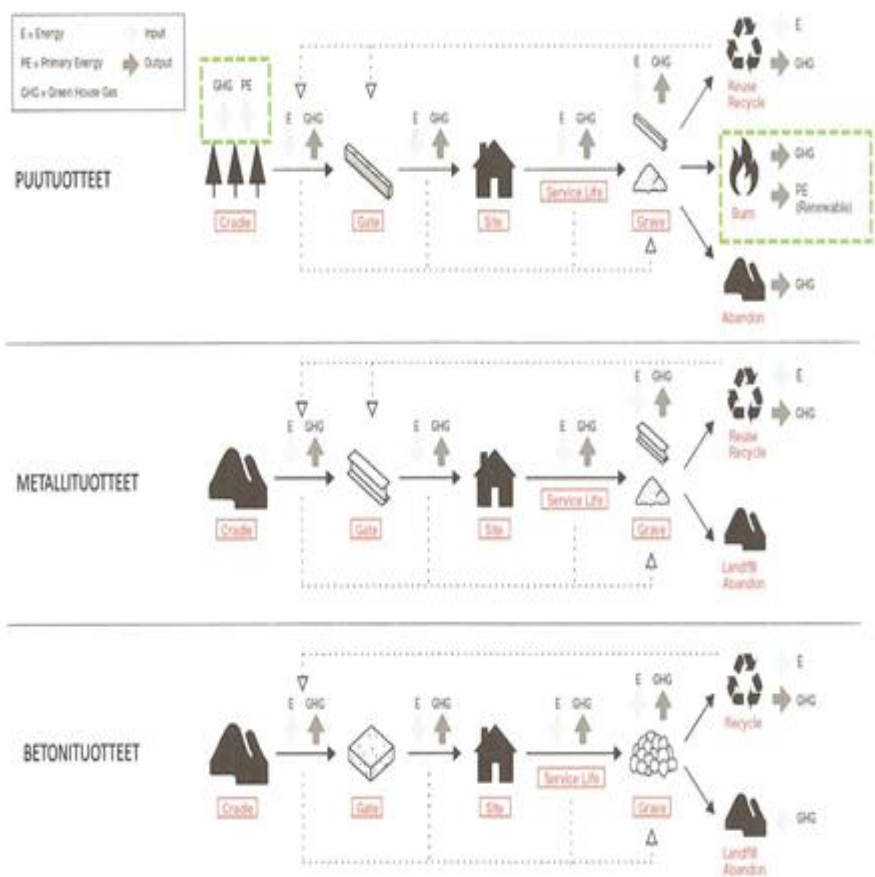 E = Energy
Input
PE = Primary Energy
Output
GHG = Green House Gas
GHG PE
E GHG
E GHG
E GHG
E GHG
E
GHG
Reuse
Recycle
PUUTUOTTEET
Cradle
Gate
Site
Service Life
Grave
GHG
PE
(Renewable)
Burn
GHG
Abandon
E GHG
E GHG
E GHG
E GHG
E
GHG
Reuse
Recycle
METALLITUOTTEET
Cradle
Gate
Site
Service Life
Grave
Landfill
Abandon
E GHG
E GHG
E GHG
E GHG
E
GHG
Recycle
BETONITUOTTEET
Cradle
Gate
Site
Service Life
Grave
GHG
Landfill
Abandon